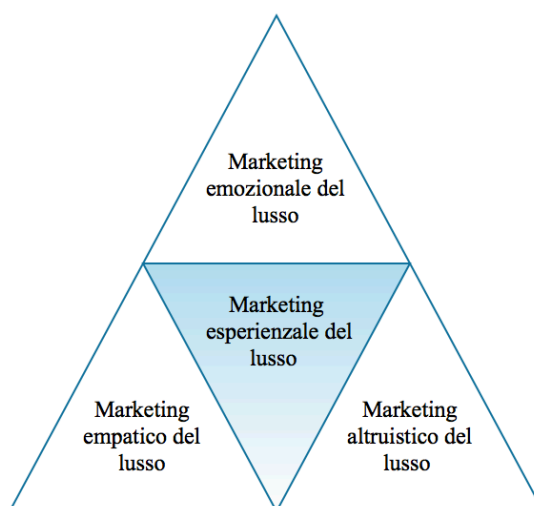 Marketing
emozionale del
lusso
Marketing
esperienzale del
lusso
Marketing
empatico del
lusso
Marketing
altruistico del
lusso